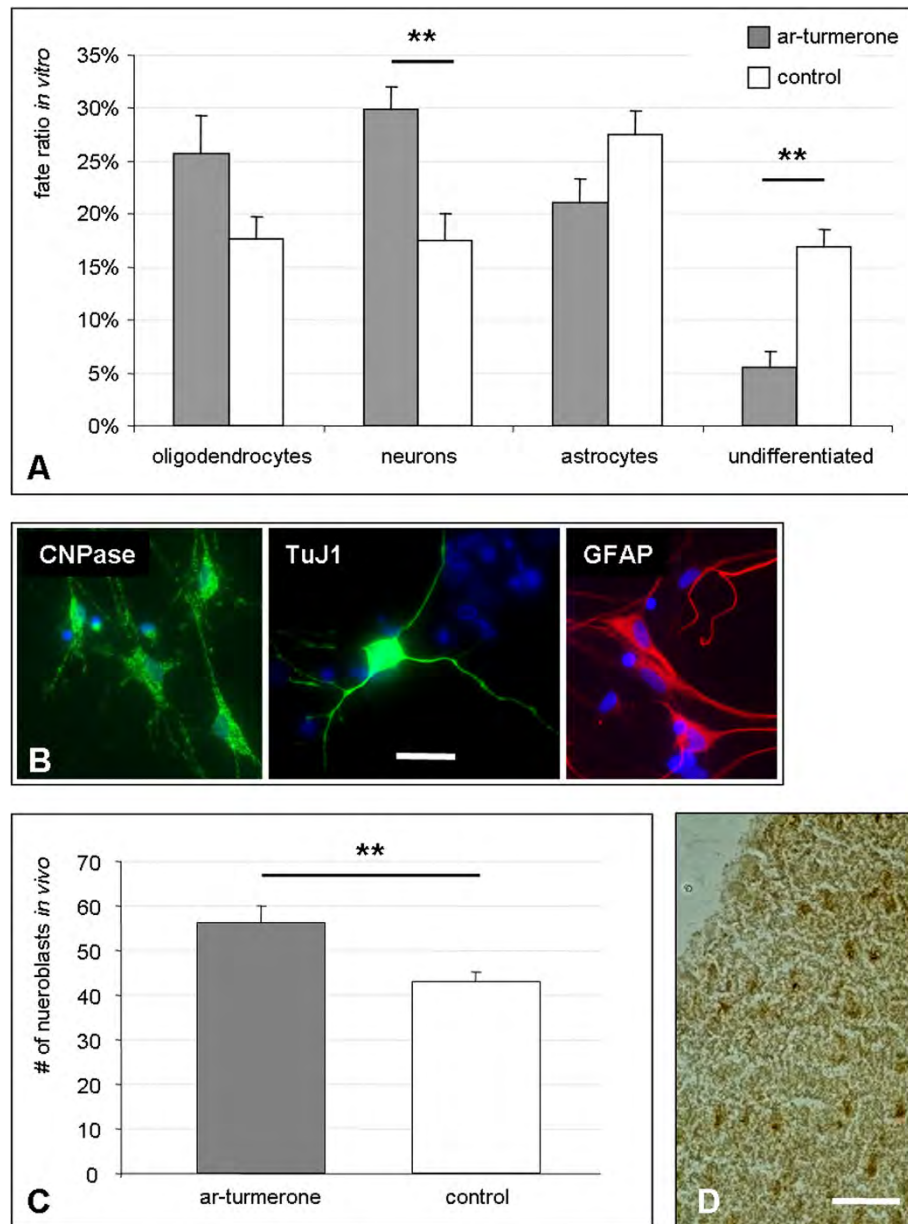 ar-turmerone
control
**
**
fate ratio in vitro
35%
30%
25%
20%
15%
10%
5%
0%
oligodendrocytes
neurons
astrocytes
undifferentiated
A
CNPase
TuJ1
GFAP
B
**
# of nueroblasts in vivo
70
60
50
40
30
20
10
0
ar-turmerone
control
C
D